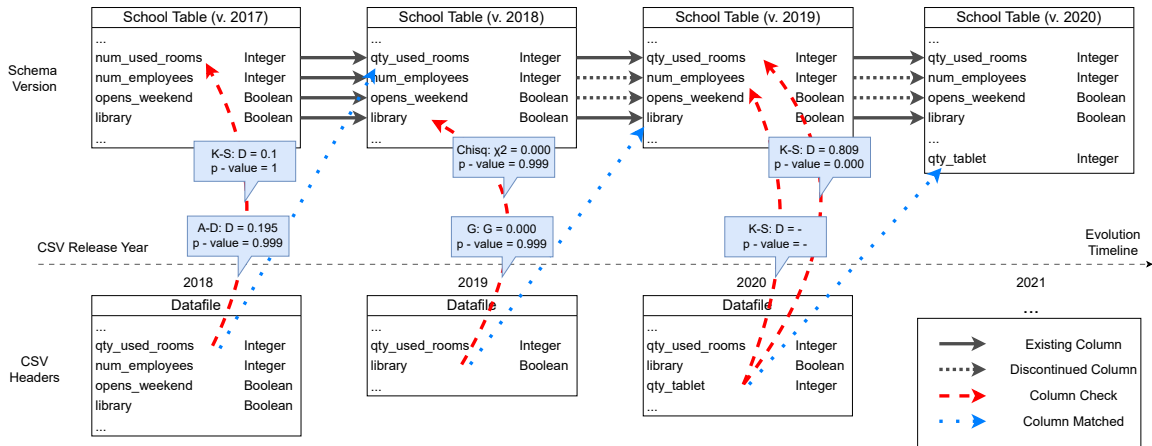 School Table (v. 2017)
...
num_used_rooms Integer
num_employees Integer
opens_weekend Boolean
library Boolean
...
School Table (v. 2018)
...
qty_used_rooms Integer
num_employees Integer
opens_weekend Boolean
library Boolean
...
School Table (v. 2019)
...
qty_used_rooms Integer
num_employees Integer
opens_weekend Boolean
library Boolean
...
School Table (v. 2020)
...
qty_used_rooms Integer
num_employees Integer
opens_weekend Boolean
library Boolean
...
qty_tablet Integer
Schema
Version
K-S: D = 0.1
p - value = 1
Chisq: χ2 = 0.000
p - value = 0.999
K-S: D = 0.809
p - value = 0.000
A-D: D = 0.195
p - value = 0.999
G: G = 0.000
p - value = 0.999
K-S: D = -
p - value = -
CSV Release Year
Evolution
Timeline
2018
2019
2020
2021
...
Datafile
...
qty_used_rooms Integer
num_employees Integer
opens_weekend Boolean
library Boolean
...
Datafile
...
qty_used_rooms Integer
library Boolean
...
Datafile
...
qty_used_rooms Integer
library Boolean
qty_tablet Integer
...
CSV
Headers
Existing Column
Discontinued Column
Column Check
Column Matched